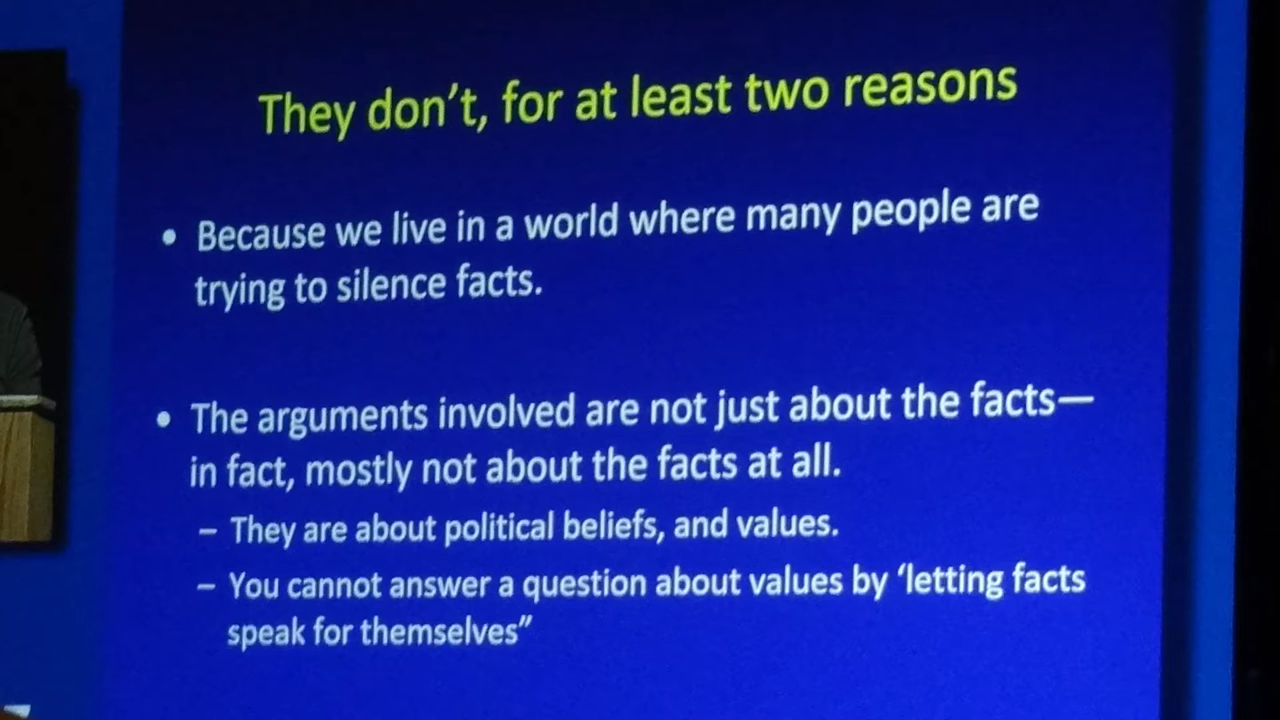 They don’t, for at least two reasons
• Because we live in a world where many people are
trying to silence facts.
• The arguments involved are not just about the facts—
in fact, mostly not about the facts at all.
– They are about political beliefs, and values.
– You cannot answer a question about values by ‘letting facts
speak for themselves”